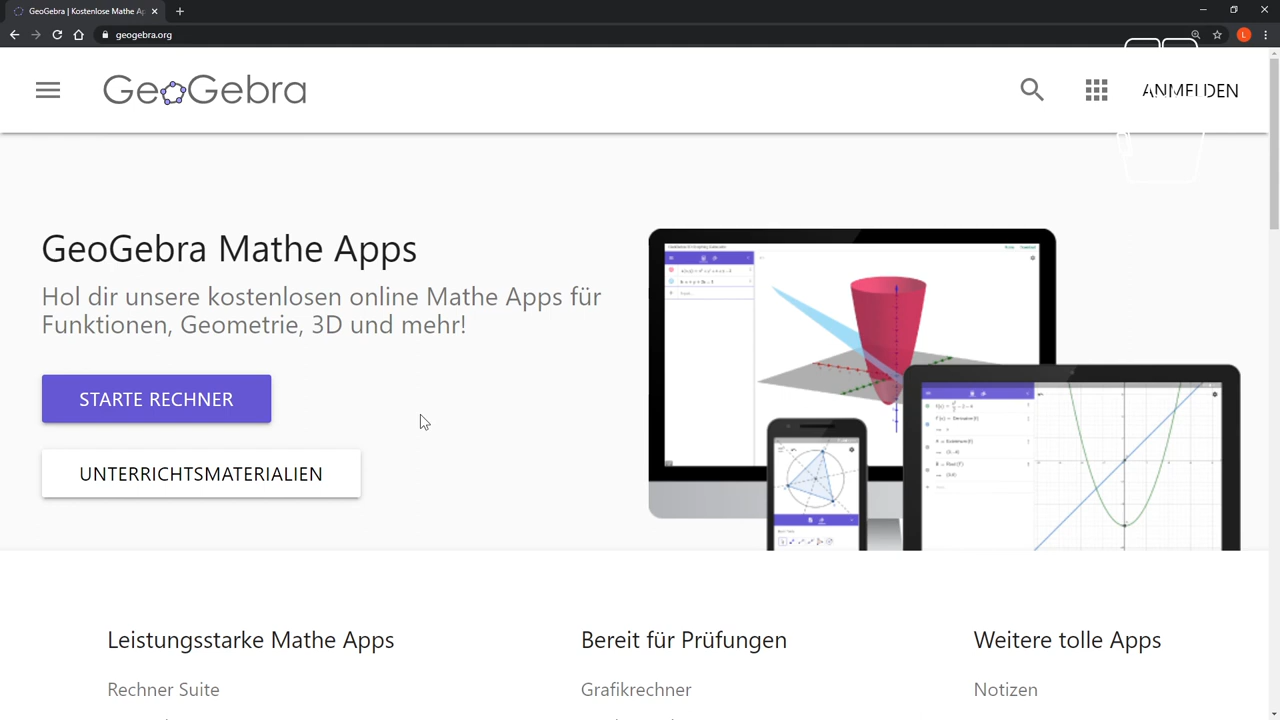 GeoGebra | Kostenlose Mathe Ap
geogebra.org
L
GeoGebra
ANMELDEN
GeoGebra Mathe Apps
Hol dir unsere kostenlosen online Mathe Apps für
Funktionen, Geometrie, 3D und mehr!
STARTE RECHNER
UNTERRICHTSMATERIALIEN
Leistungsstarke Mathe Apps
Bereit für Prüfungen
Weitere tolle Apps
Rechner Suite
Grafikrechner
Notizen